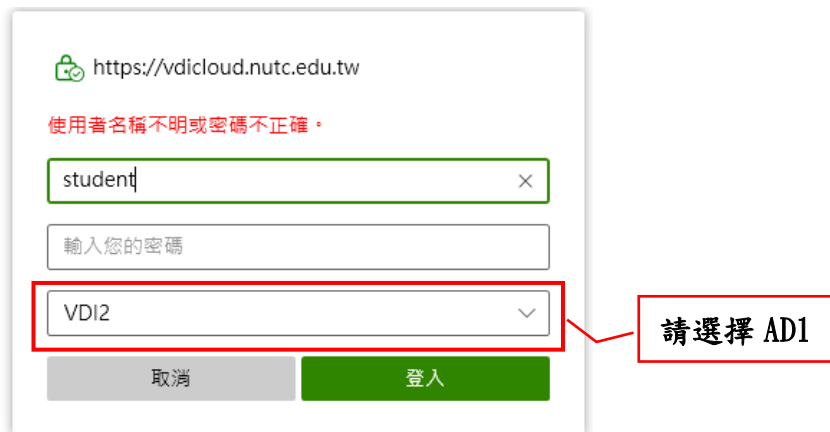 https://vdicloud.nutc.edu.tw
使用者名稱不明或密碼不正確。
student
輸入您的密碼
VDI2
請選擇 AD1
取消
登入